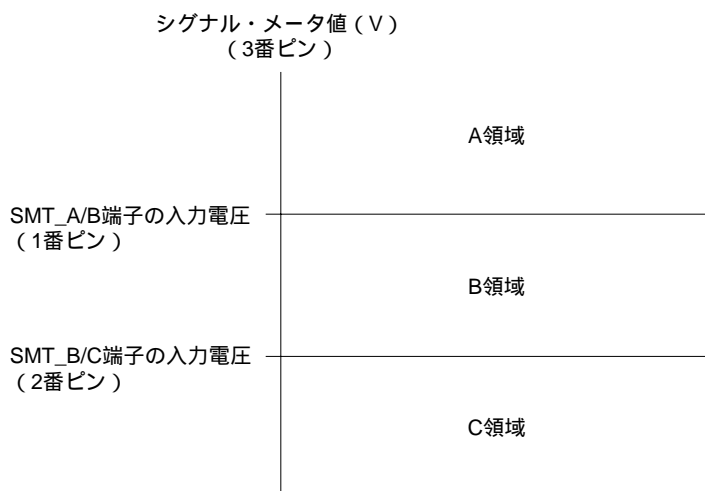 シグナル・メータ値（V）
（3番ピン）
A領域
SMT_A/B端子の入力電圧
（1番ピン）
B領域
SMT_B/C端子の入力電圧
（2番ピン）
C領域